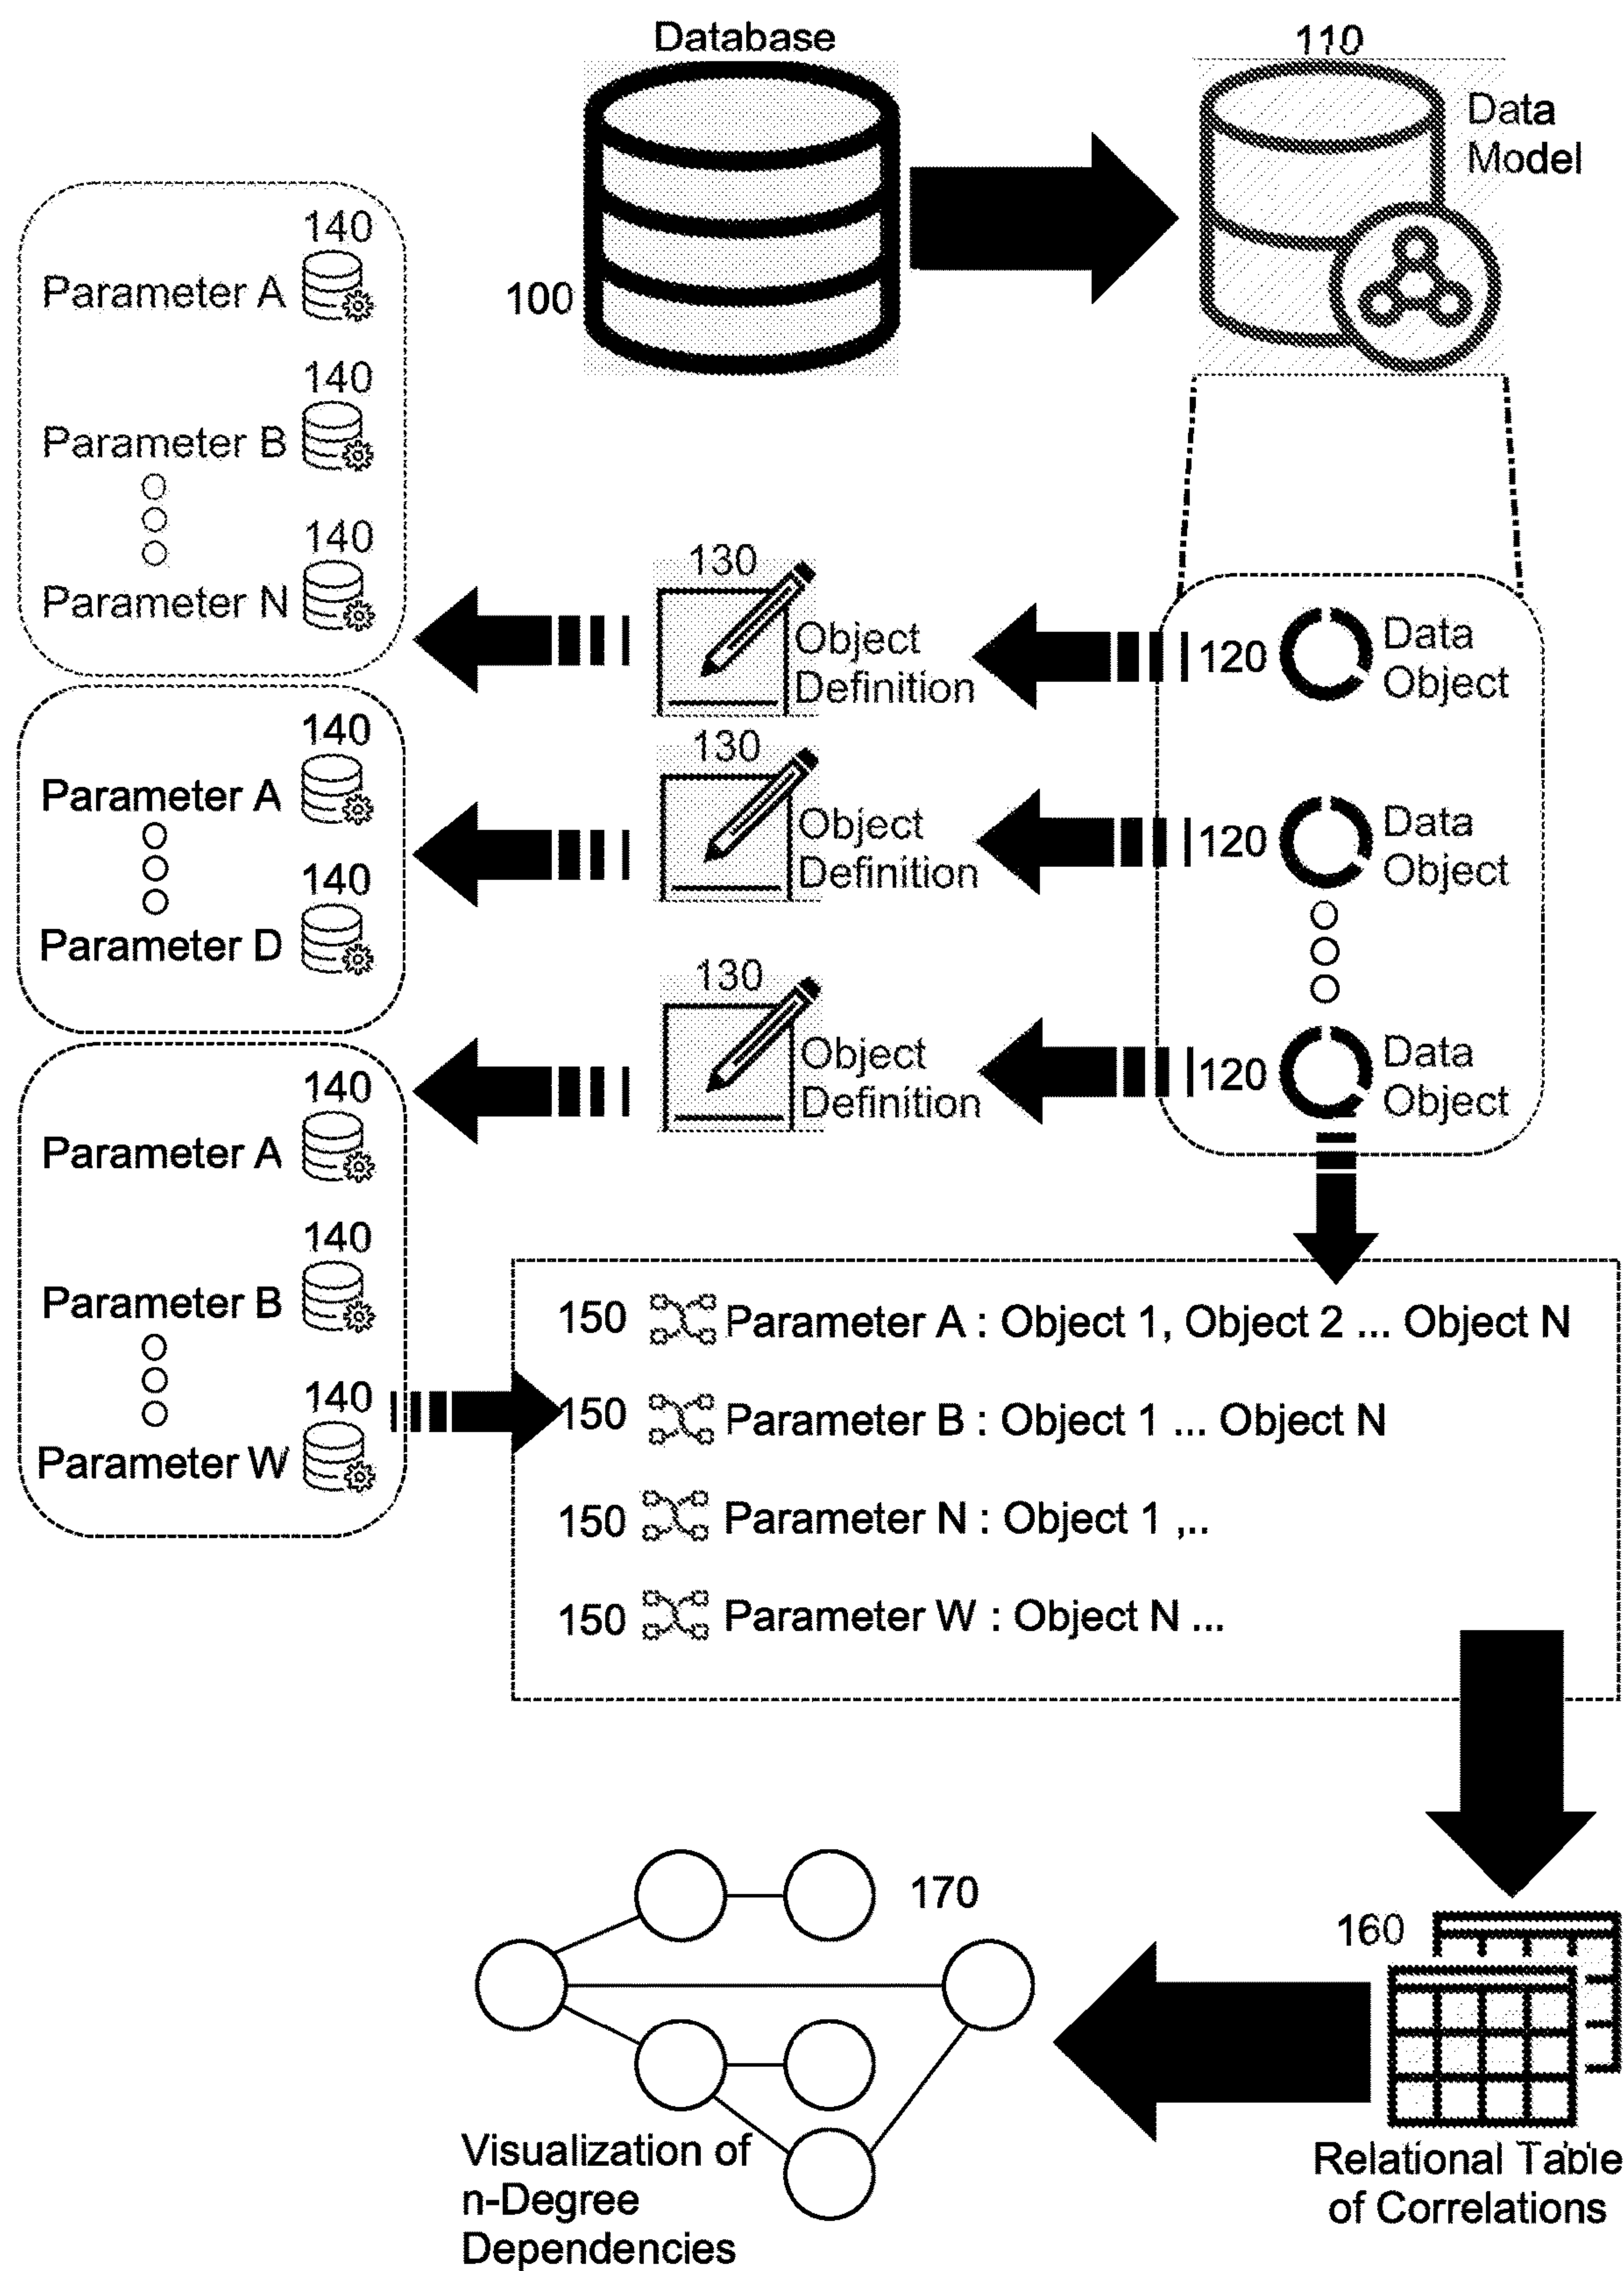 Database
110
Data
Model
100
140
Parameter A
140
Parameter B
140
Parameter N
130
Object
Definition
120
Data
Object
140
Parameter A
140
Parameter D
130
Object
Definition
120
Data
Object
130
Object
Definition
120
Data
Object
140
Parameter A
140
Parameter B
140
Parameter W
150 Parameter A : Object 1, Object 2 ... Object N
150 Parameter B : Object 1 ... Object N
150 Parameter N : Object 1 ,..
150 Parameter W : Object N ...
170
160
Visualization of
n-Degree
Dependencies
Relational Table
of Correlations